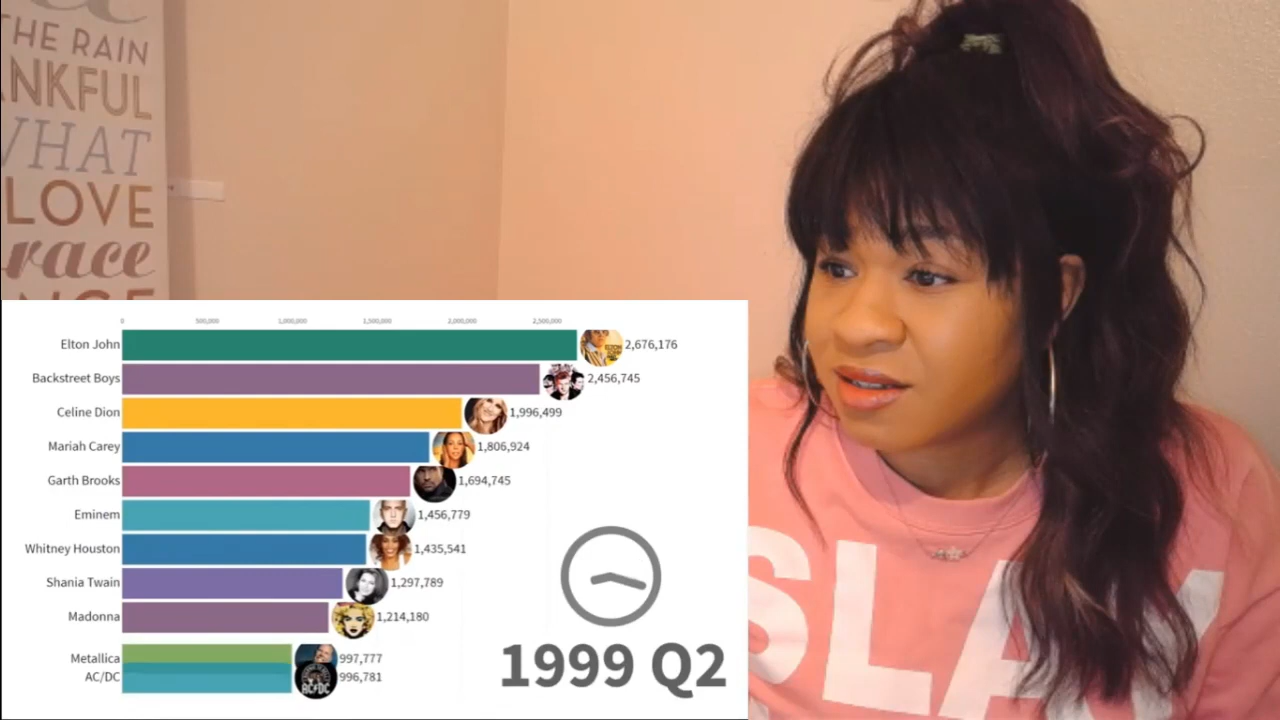 THE RAIN
ANKFUL
WHAT
LOVE
race
0 500,000 1,000,000 1,500,000 2,000,000 2,500,000
Elton John 2,676,176
Backstreet Boys 2,456,745
Celine Dion 1,996,499
Mariah Carey 1,806,924
Garth Brooks 1,694,745
Eminem 1,456,779
Whitney Houston 1,435,541
Shania Twain 1,297,789
Madonna 1,214,180
Metallica 997,777
AC/DC AC/DC 996,781
1999 Q2
SLAY